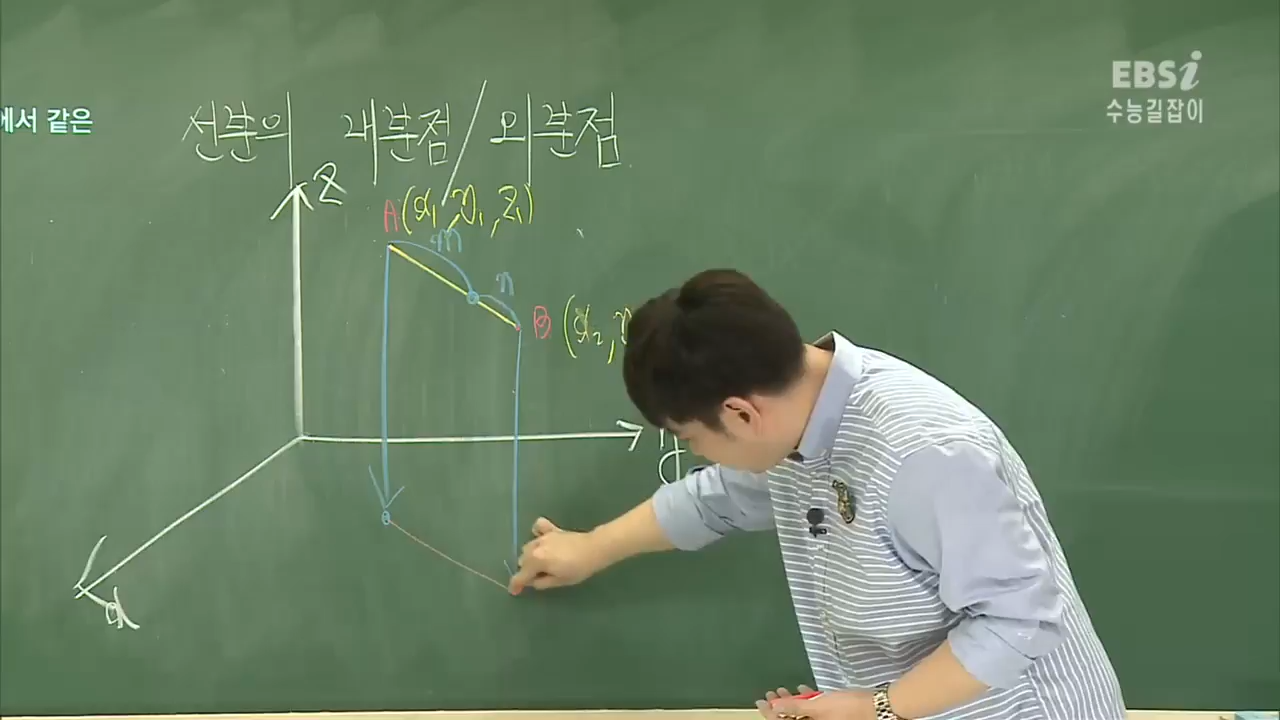 EBSi
수능길잡이
에서 같은
선분의 내분점/외분점
z
A(x₁, y₁, z₁)
m
n
B (x₂,
y
x